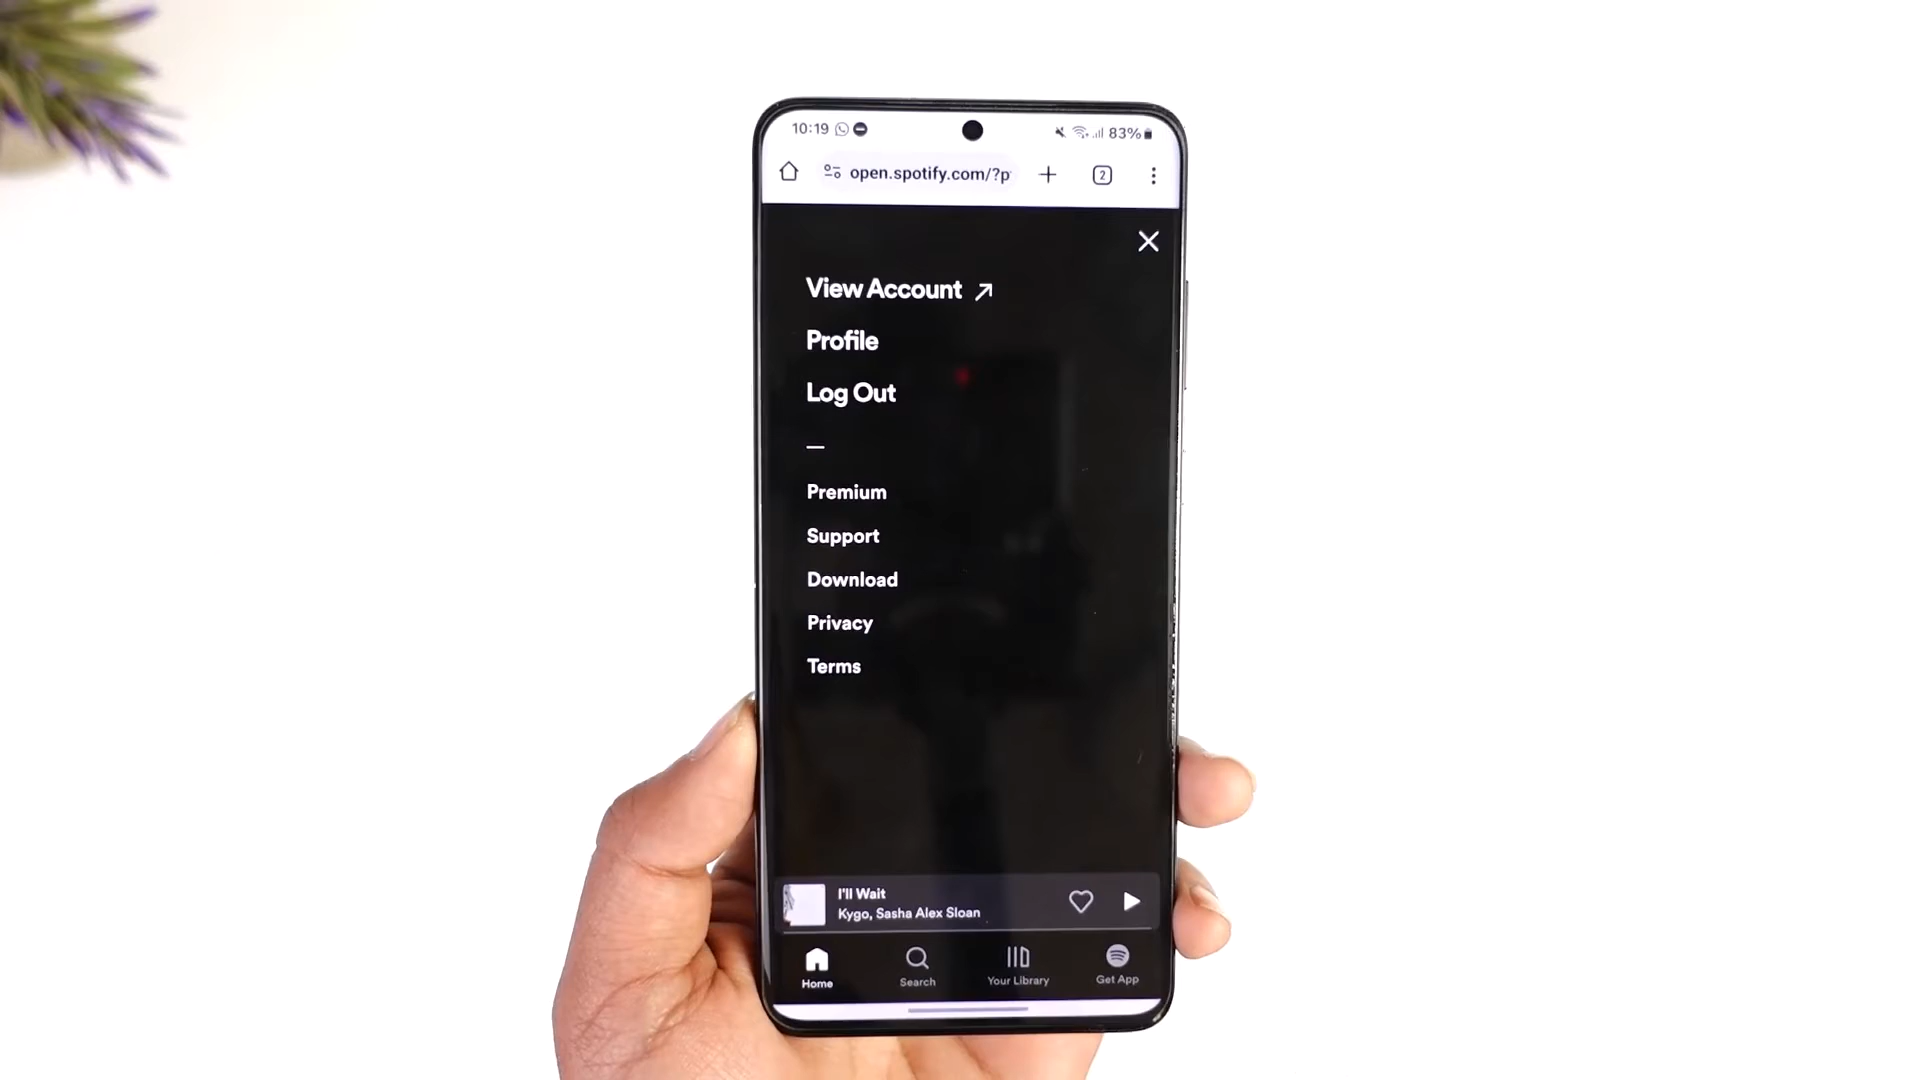 10:19
83%
open.spotify.com/?p
2
View Account
Profile
Log Out
Premium
Support
Download
Privacy
Terms
I'll Wait
Kygo, Sasha Alex Sloan
Home Search Your Library Get App